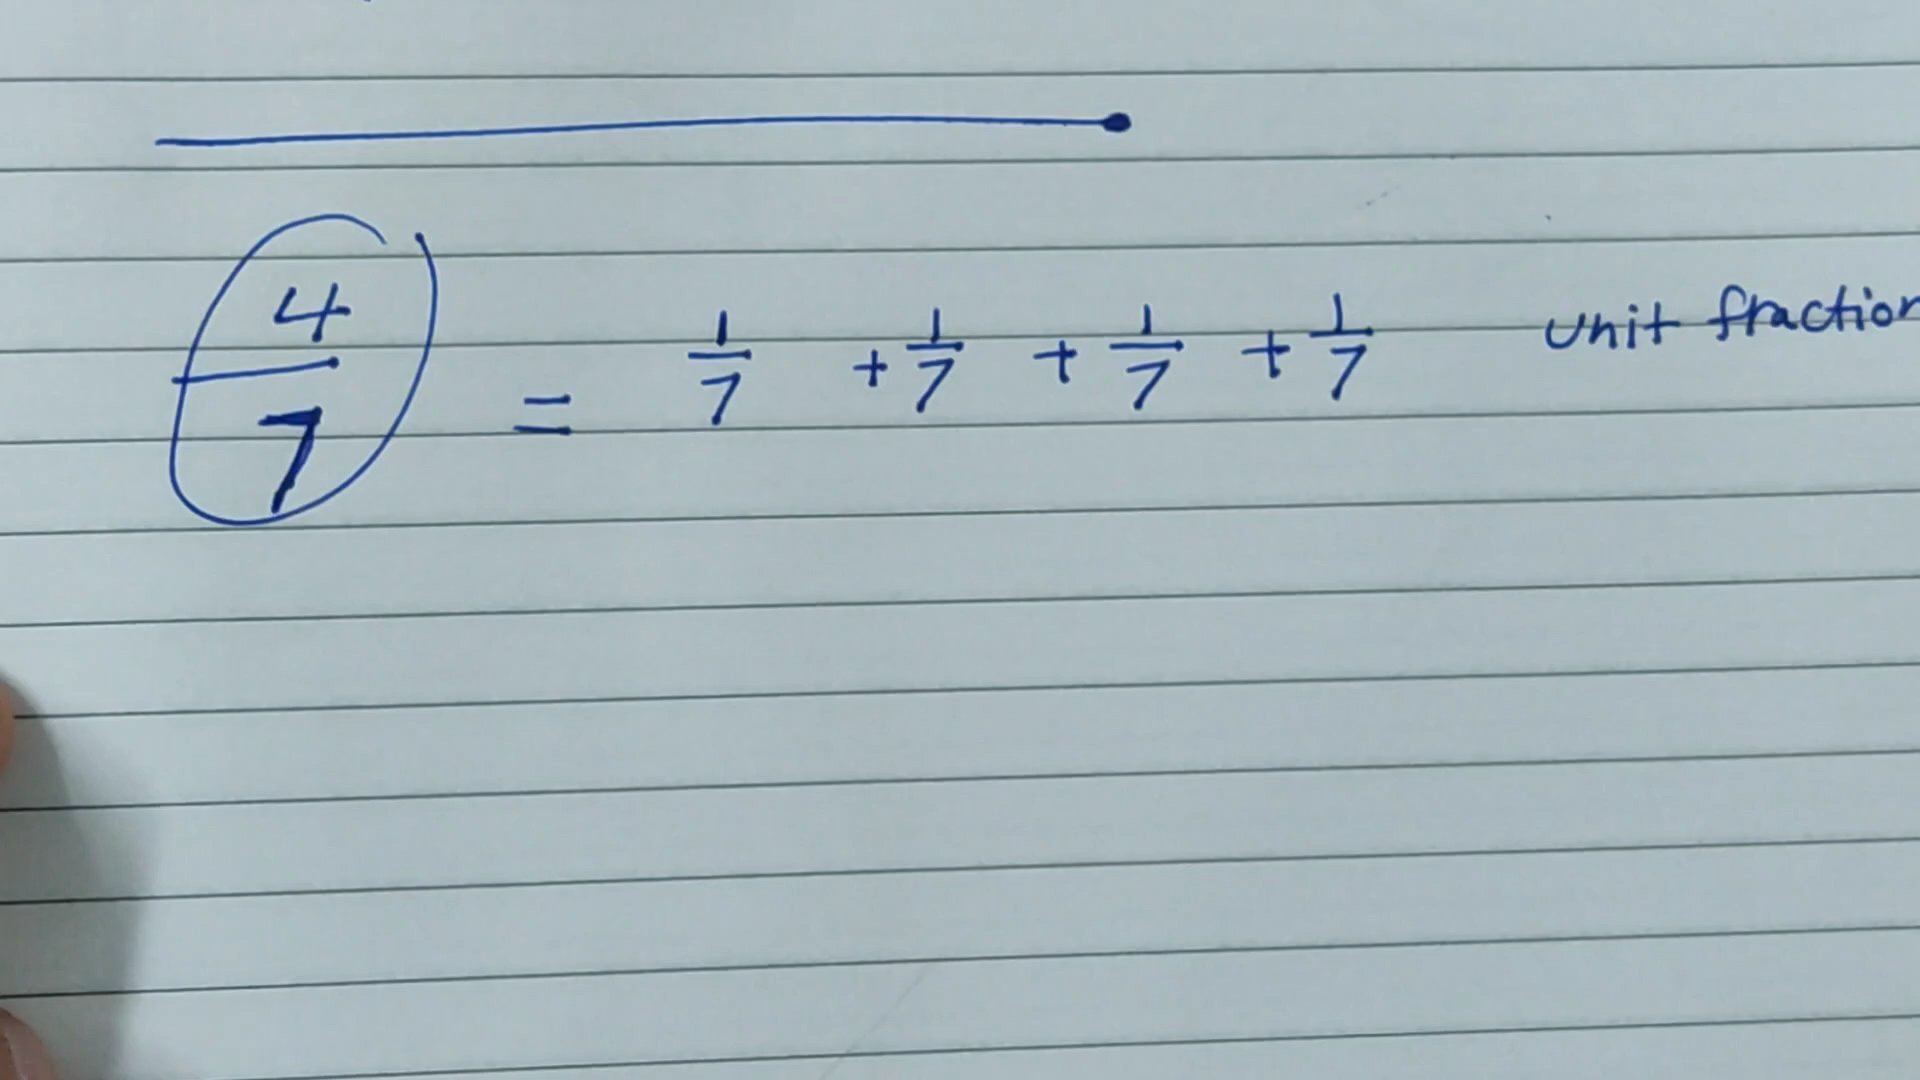 4/7 = 1/7 + 1/7 + 1/7 + 1/7 unit fraction